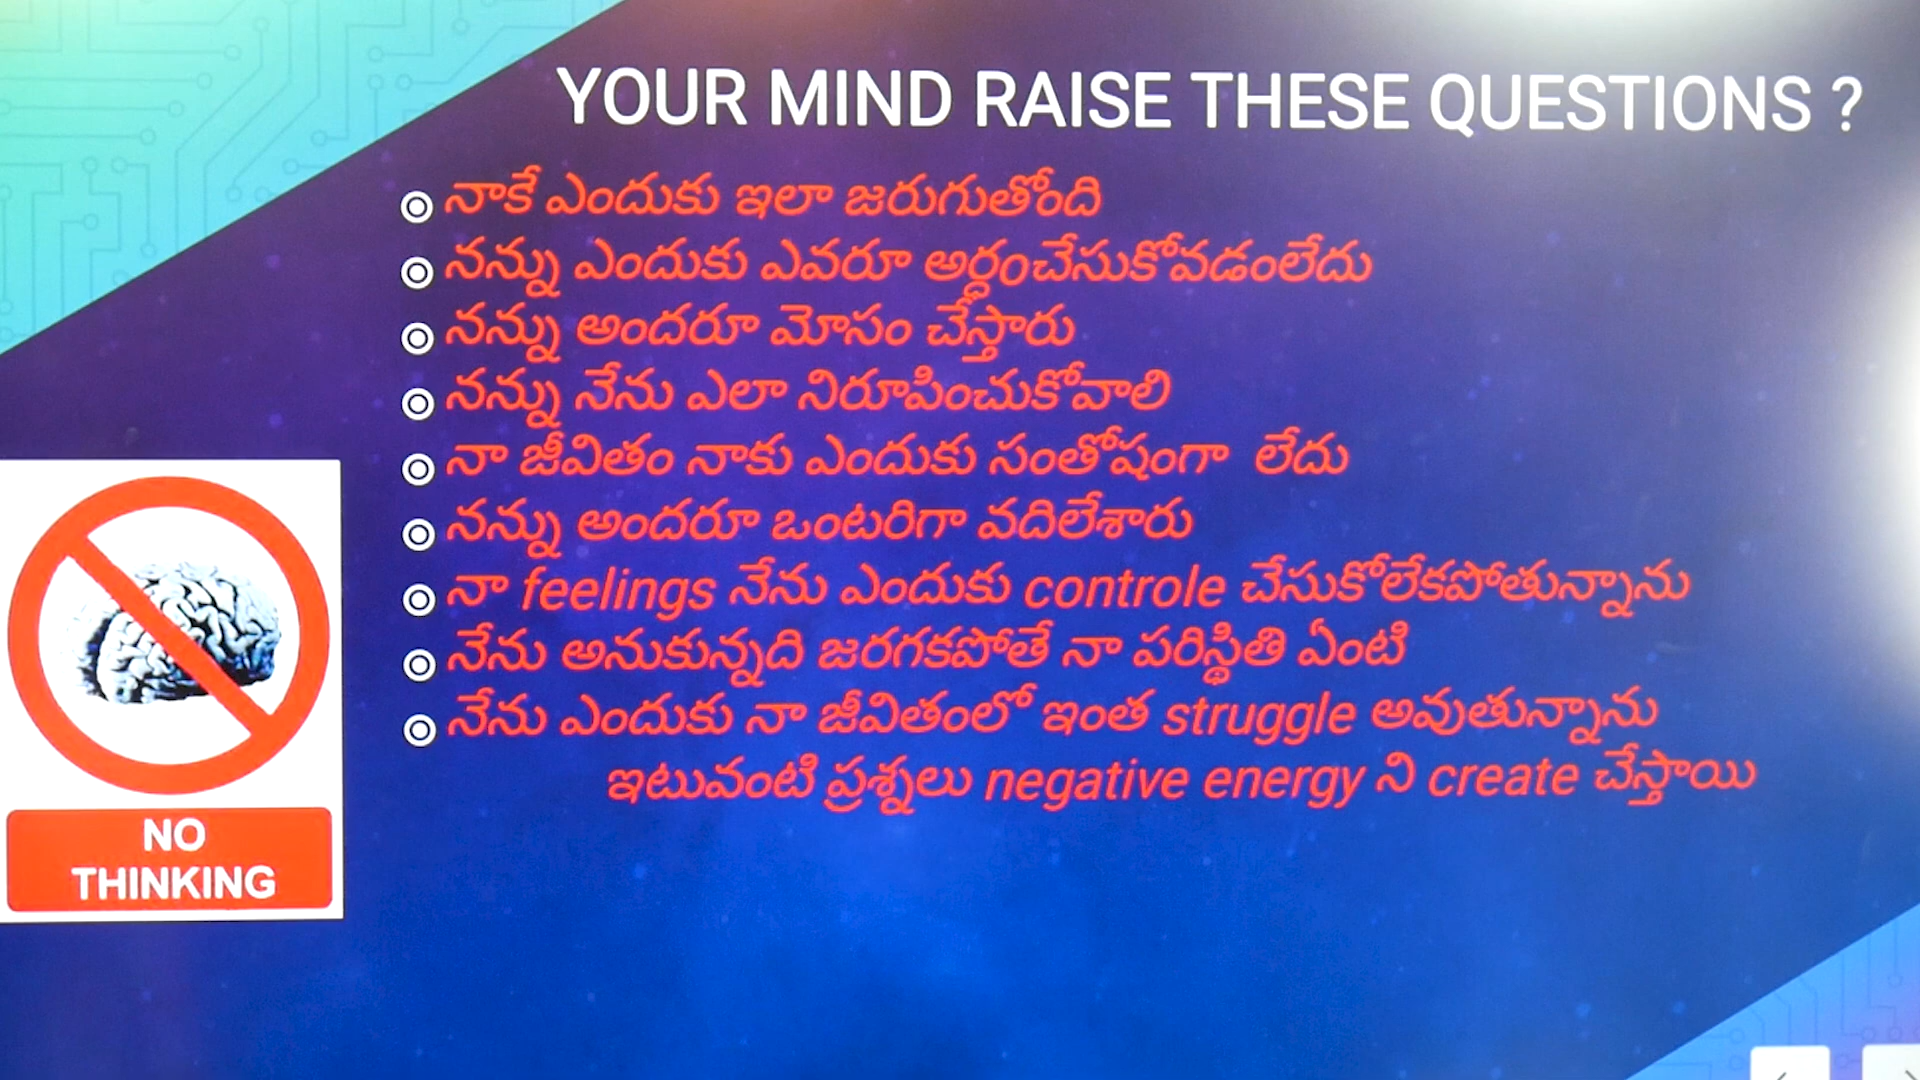 YOUR MIND RAISE THESE QUESTIONS ?
నాకే ఎందుకు ఇలా జరుగుతోంది
నన్ను ఎందుకు ఎవరూ అర్ధంచేసుకోవడంలేదు
నన్ను అందరూ మోసం చేస్తారు
నన్ను నేను ఎలా నిరూపించుకోవాలి
నా జీవితం నాకు ఎందుకు సంతోషంగా లేదు
నన్ను అందరూ ఒంటరిగా వదిలేశారు
నా feelings నేను ఎందుకు controle చేసుకోలేకపోతున్నాను
నేను అనుకున్నది జరగకపోతే నా పరిస్థితి ఏంటి
నేను ఎందుకు నా జీవితంలో ఇంత struggle అవుతున్నాను
ఇటువంటి ప్రశ్నలు negative energy ని create చేస్తాయి
NO
THINKING